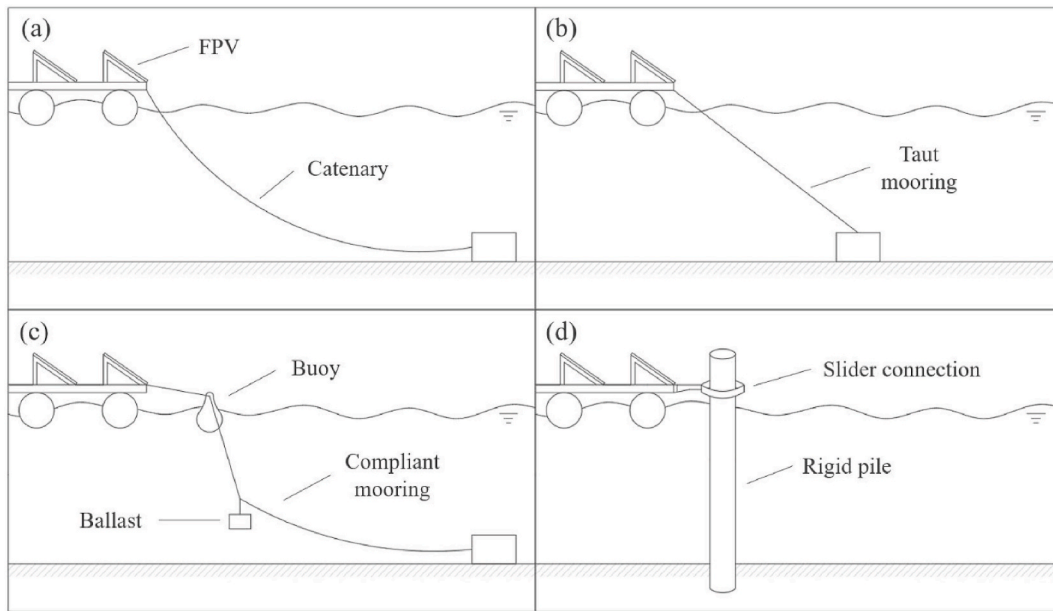 (a)
FPV
Catenary
(b)
Taut
mooring
(c)
Buoy
Compliant
mooring
Ballast
(d)
Slider connection
Rigid pile